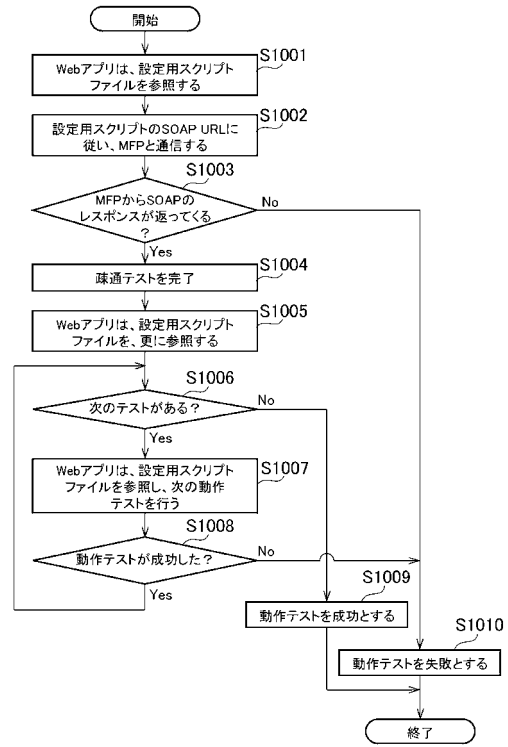 開始
S1001
Webアプリは、設定用スクリプト
ファイルを参照する
S1002
設定用スクリプトのSOAP URLに
従い、MFPと通信する
S1003
MFPからSOAPの
レスポンスが返ってくる
?
No
Yes
S1004
疎通テストを完了
S1005
Webアプリは、設定用スクリプト
ファイルを、更に参照する
S1006
次のテストがある?
No
Yes
S1007
Webアプリは、設定用スクリプト
ファイルを参照し、次の動作
テストを行う
S1008
動作テストが成功した?
No
Yes
S1009
動作テストを成功とする
S1010
動作テストを失敗とする
終了